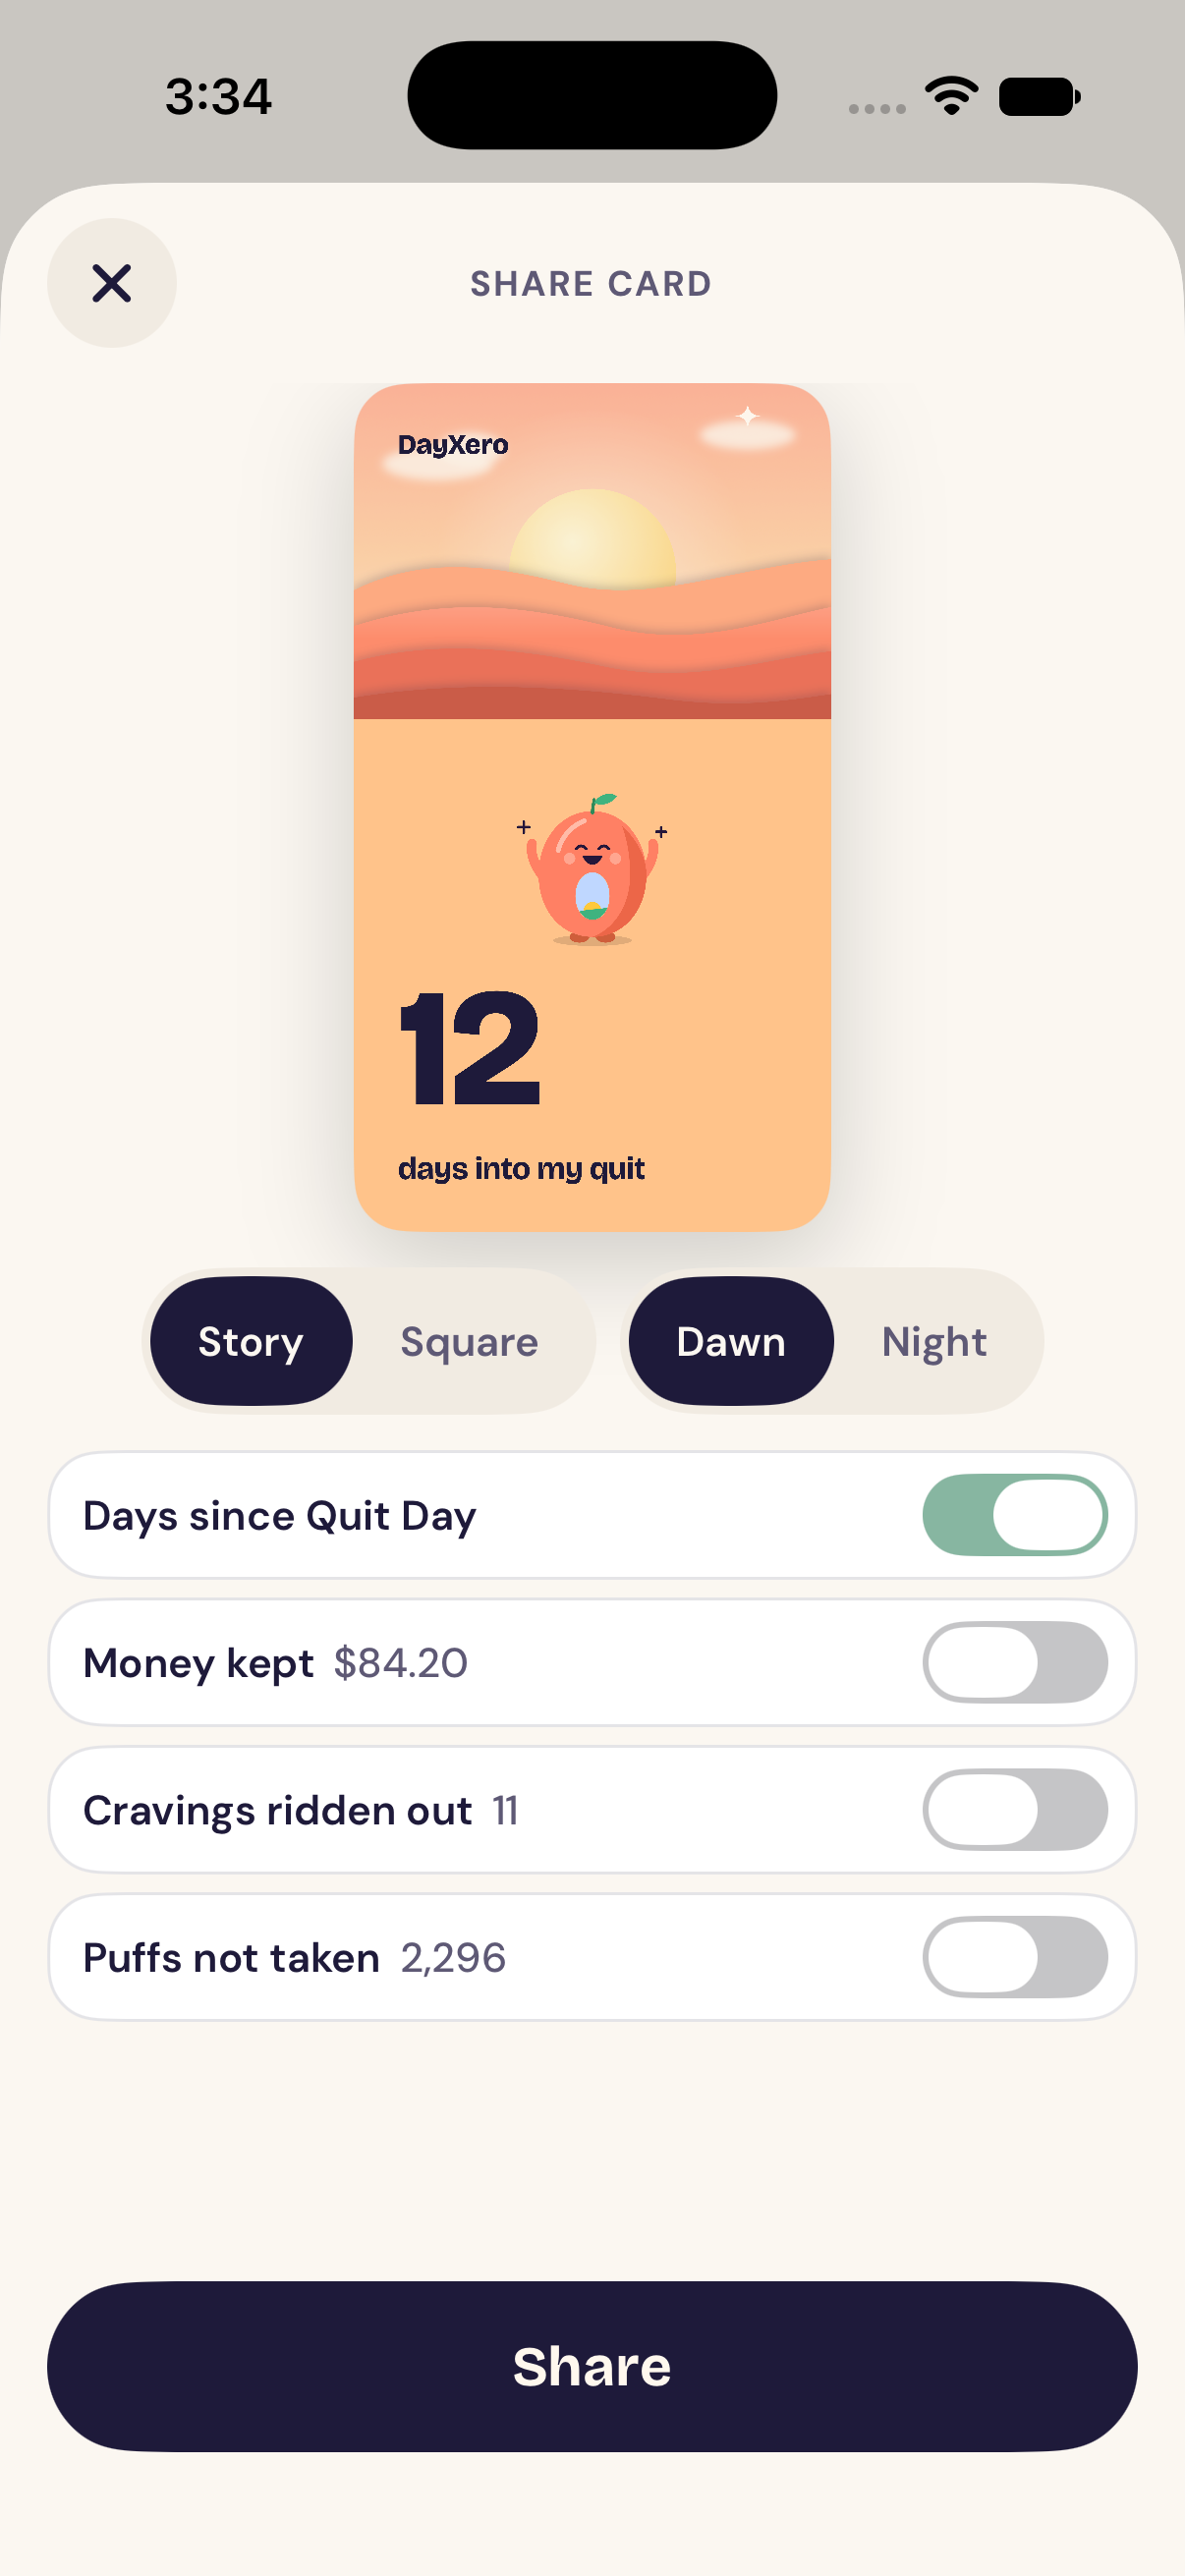 3:34
SHARE CARD
DayXero
12
days into my quit
Story Square Dawn Night
Days since Quit Day
Money kept $84.20
Cravings ridden out 11
Puffs not taken 2,296
Share